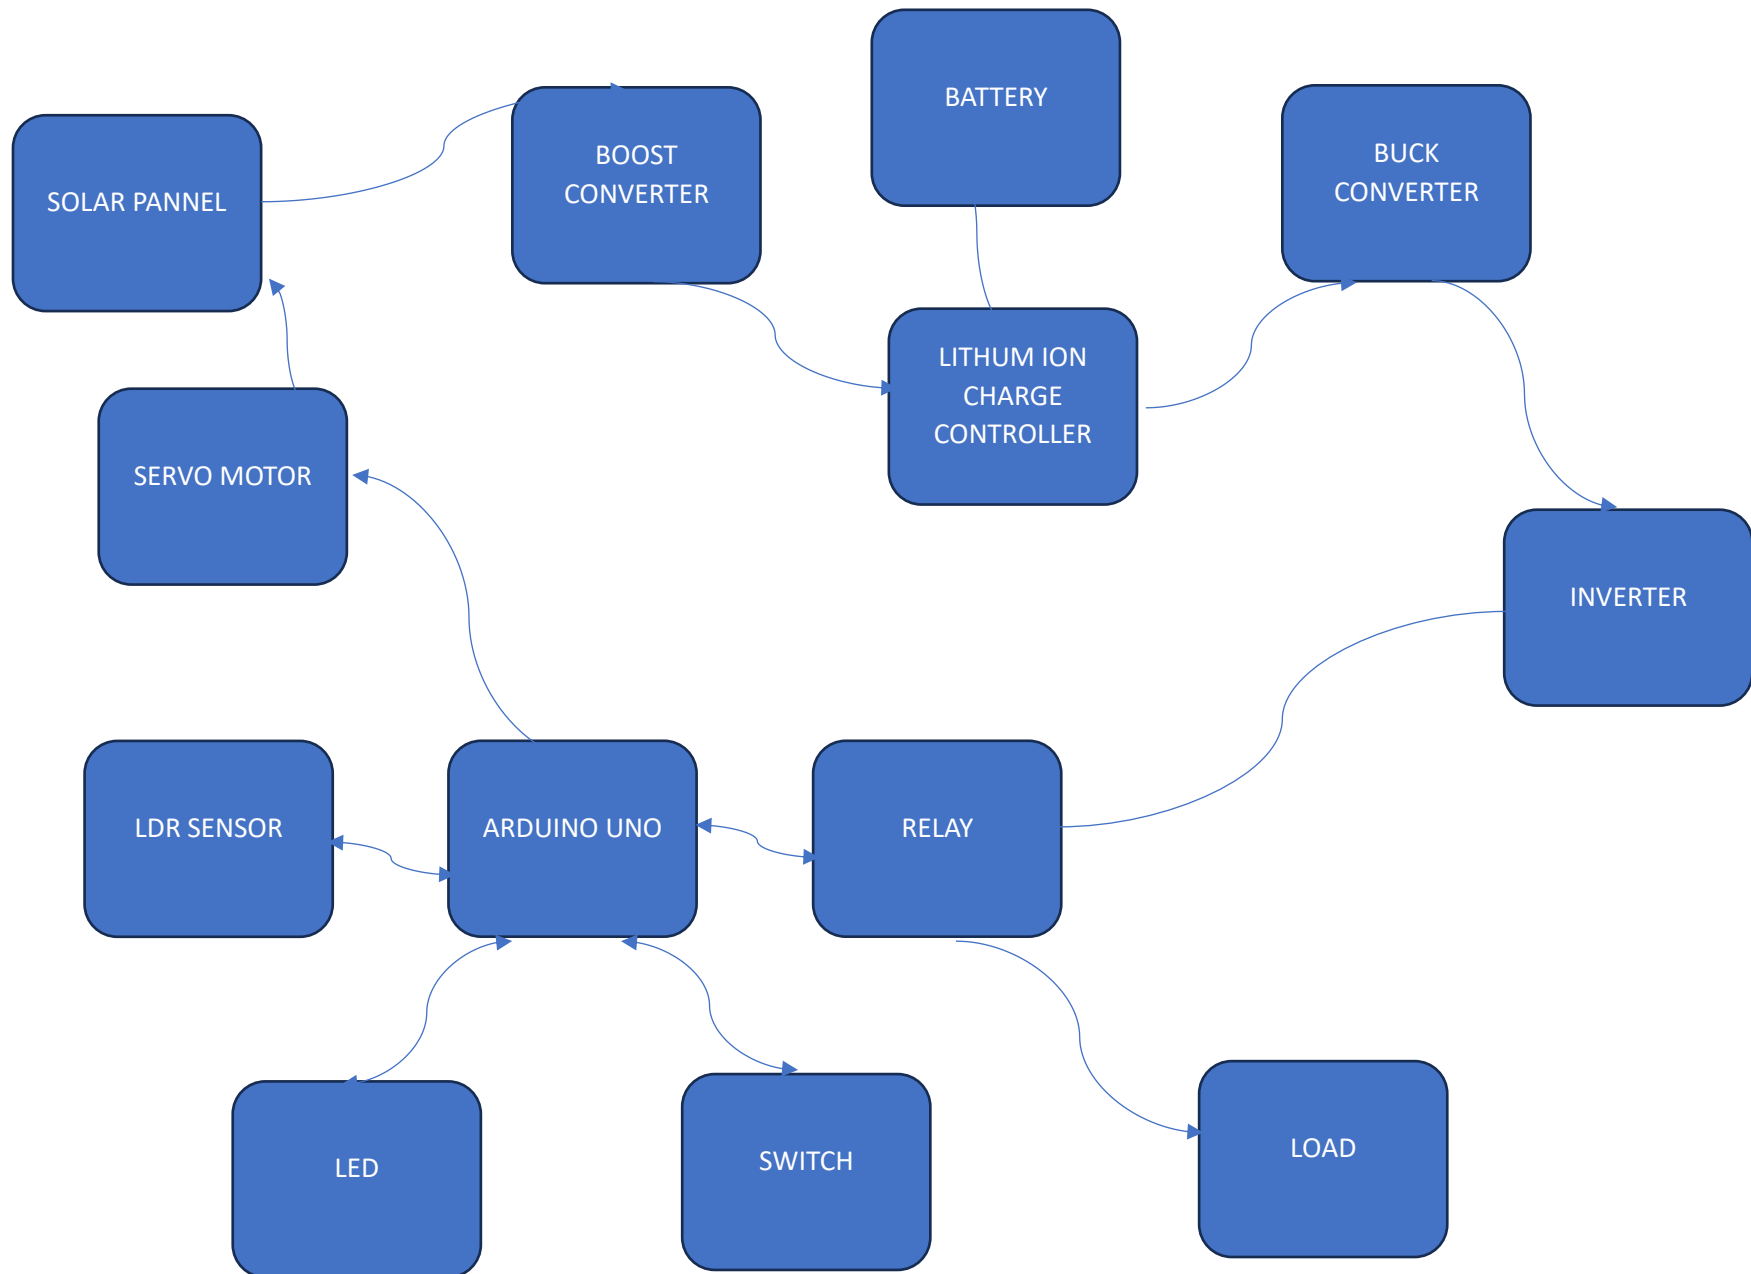 BATTERY
BOOST
CONVERTER
BUCK
CONVERTER
SOLAR PANNEL
LITHUM ION
CHARGE
CONTROLLER
SERVO MOTOR
INVERTER
LDR SENSOR
ARDUINO UNO
RELAY
LED
SWITCH
LOAD